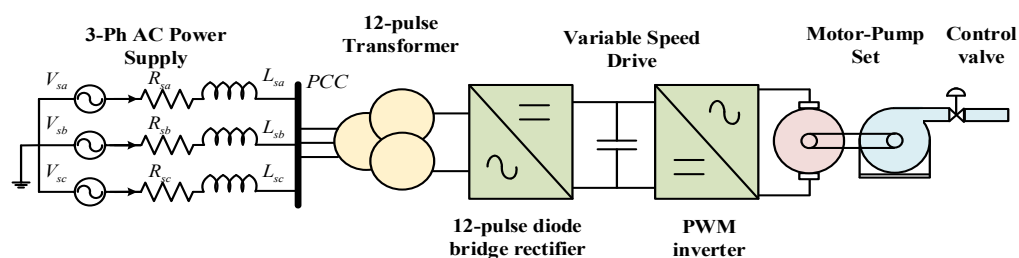 3-Ph AC Power
Supply
12-pulse
Transformer
Variable Speed
Drive
Motor-Pump
Set
Control
valve
V_sa
R_sa
L_sa
PCC
V_sb
R_sb
L_sb
V_sc
R_sc
L_sc
12-pulse diode
bridge rectifier
PWM
inverter